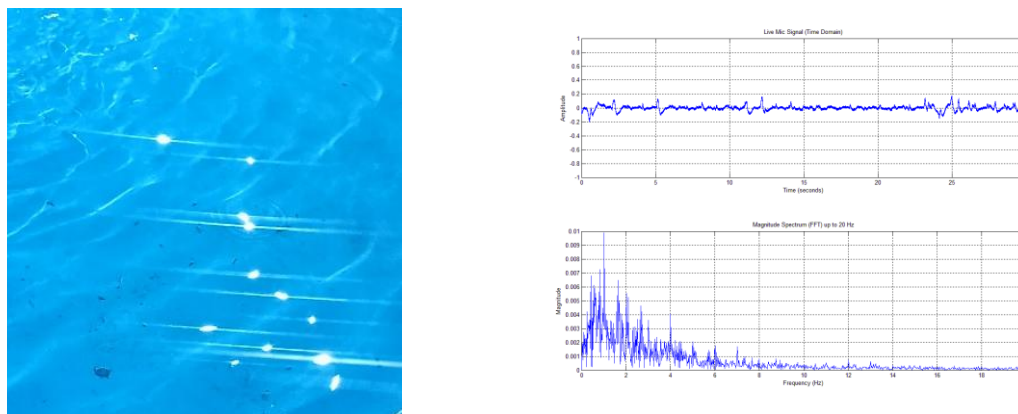 Live Mic Signal (Time Domain)
1
0.8
0.6
0.4
0.2
0
-0.2
-0.4
-0.6
-0.8
-1
Amplitude
0 5 10 15 20 25
Time (seconds)
Magnitude Spectrum (FFT) up to 20 Hz
0.01
0.009
0.008
0.007
0.006
0.005
0.004
0.003
0.002
0.001
0
Magnitude
0 2 4 6 8 10 12 14 16 18
Frequency (Hz)